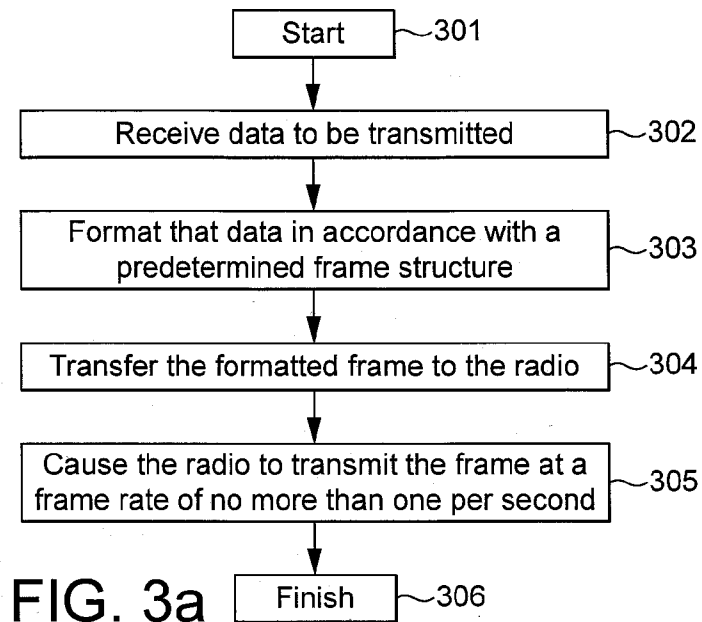 Start 301
Receive data to be transmitted 302
Format that data in accordance with a
predetermined frame structure 303
Transfer the formatted frame to the radio 304
Cause the radio to transmit the frame at a
frame rate of no more than one per second 305
FIG. 3a
Finish 306